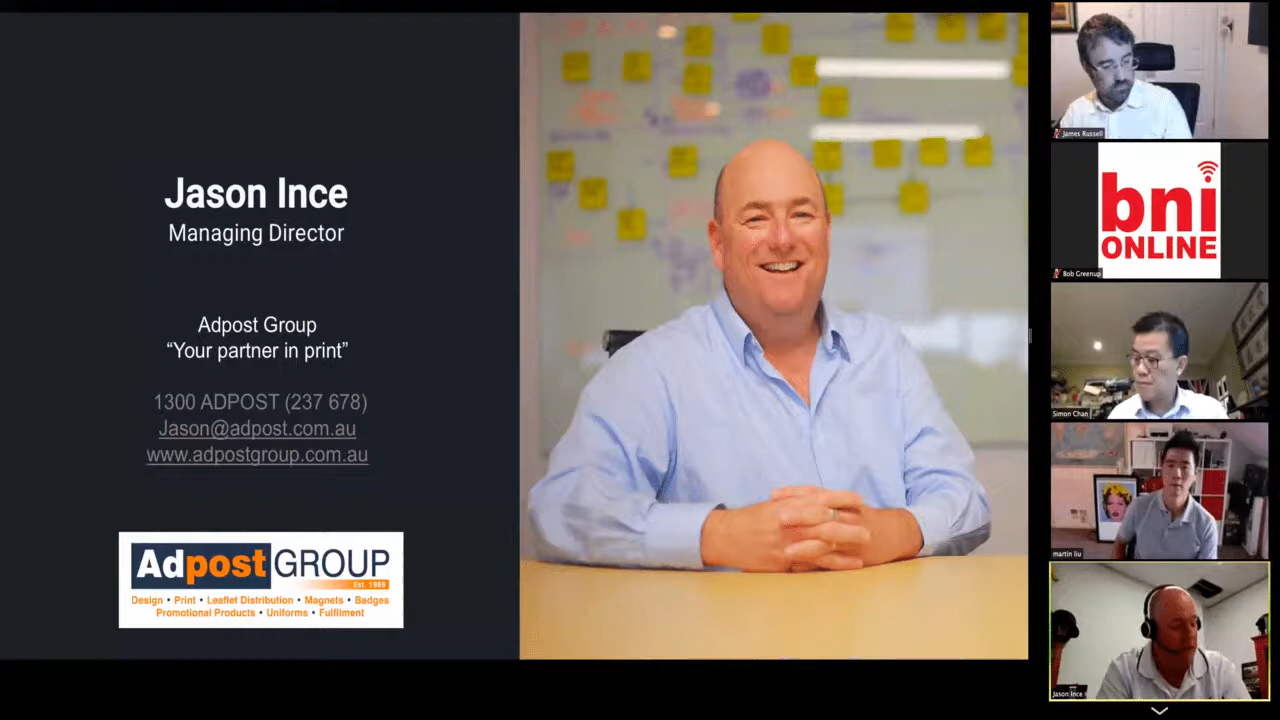 Jason Ince
Managing Director
Adpost Group
“Your partner in print”
1300 ADPOST (237 678)
Jason@adpost.com.au
www.adpostgroup.com.au
Adpost GROUP
Est. 1988
Design • Print • Leaflet Distribution • Magnets • Badges
Promotional Products • Uniforms • Fulfilment
James Russell
bni
ONLINE
Bob Greenup
Simon Chan
martin liu
Jason Ince